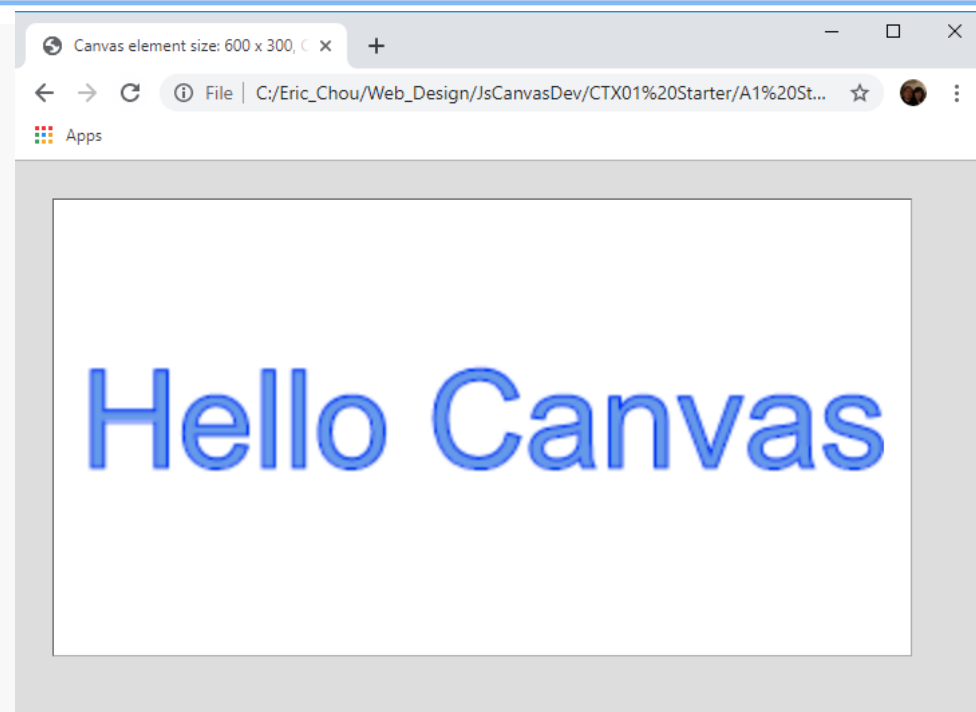 Canvas element size: 600 x 300, C
File C:/Eric_Chou/Web_Design/JsCanvasDev/CTX01%20Starter/A1%20St...
Apps
Hello Canvas